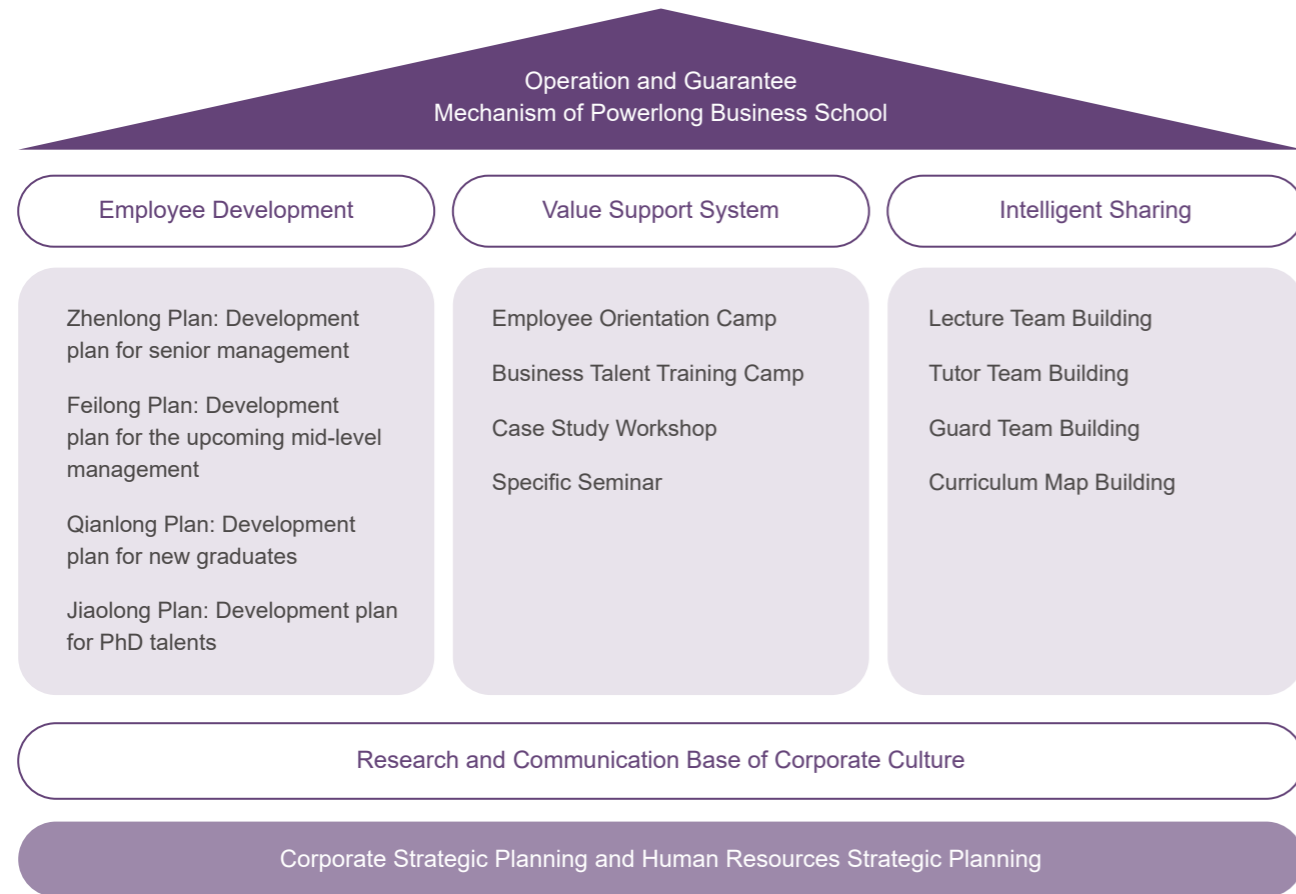 Operation and Guarantee
Mechanism of Powerlong Business School
Employee Development
Value Support System
Intelligent Sharing
Zhenlong Plan: Development
plan for senior management
Feilong Plan: Development
plan for the upcoming mid-level
management
Qianlong Plan: Development
plan for new graduates
Jiaolong Plan: Development plan
for PhD talents
Employee Orientation Camp
Business Talent Training Camp
Case Study Workshop
Specific Seminar
Lecture Team Building
Tutor Team Building
Guard Team Building
Curriculum Map Building
Research and Communication Base of Corporate Culture
Corporate Strategic Planning and Human Resources Strategic Planning